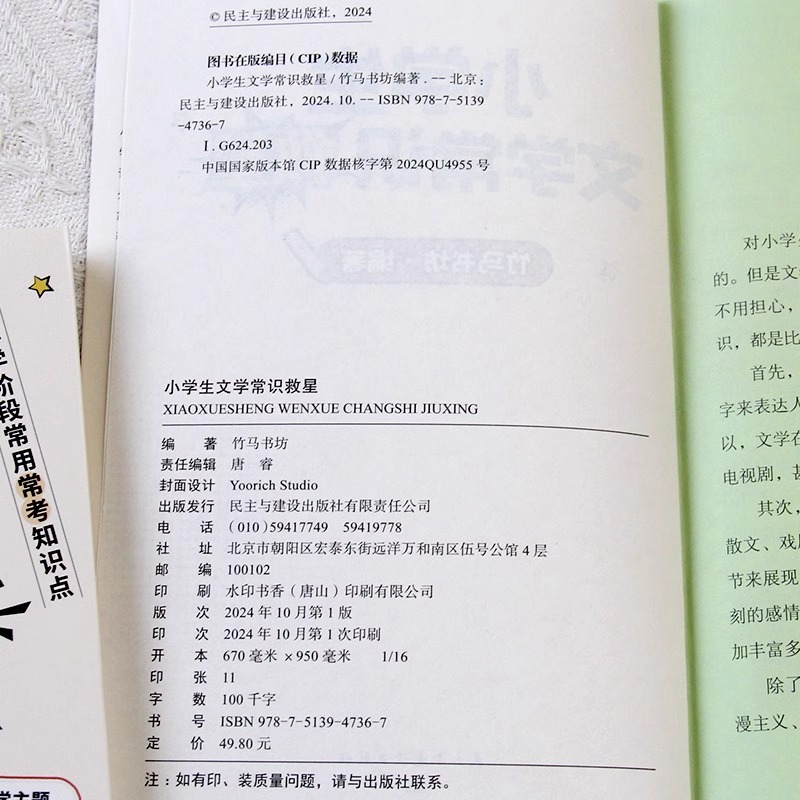 © 民主与建设出版社，2024
图书在版编目（CIP）数据
小学生文学常识救星 / 竹马书坊编著．-- 北京：
民主与建设出版社，2024. 10. -- ISBN 978-7-5139
-4736-7
Ⅰ. G624.203
中国国家版本馆 CIP 数据核字第 2024QU4955 号
小学生文学常识救星
XIAOXUESHENG WENXUE CHANGSHI JIUXING
编 著 竹马书坊
责任编辑 唐 睿
封面设计 Yoorich Studio
出版发行 民主与建设出版社有限责任公司
电 话 （010）59417749 59419778
社 址 北京市朝阳区宏泰东街远洋万和南区伍号公馆 4 层
邮 编 100102
印 刷 水印书香（唐山）印刷有限公司
版 次 2024 年 10 月第 1 版
印 次 2024 年 10 月第 1 次印刷
开 本 670 毫米 ×950 毫米 1/16
印 张 11
字 数 100 千字
书 号 ISBN 978-7-5139-4736-7
定 价 49.80 元
注：如有印、装质量问题，请与出版社联系。
阶段常用常考知识点
学主题
对小学
的。但是文
不用担心，
识，都是比
首先，
字来表达人
以，文学在
电视剧，甚
其次，
散文、戏
节来展现
刻的感情
加丰富多
除了
漫主义、